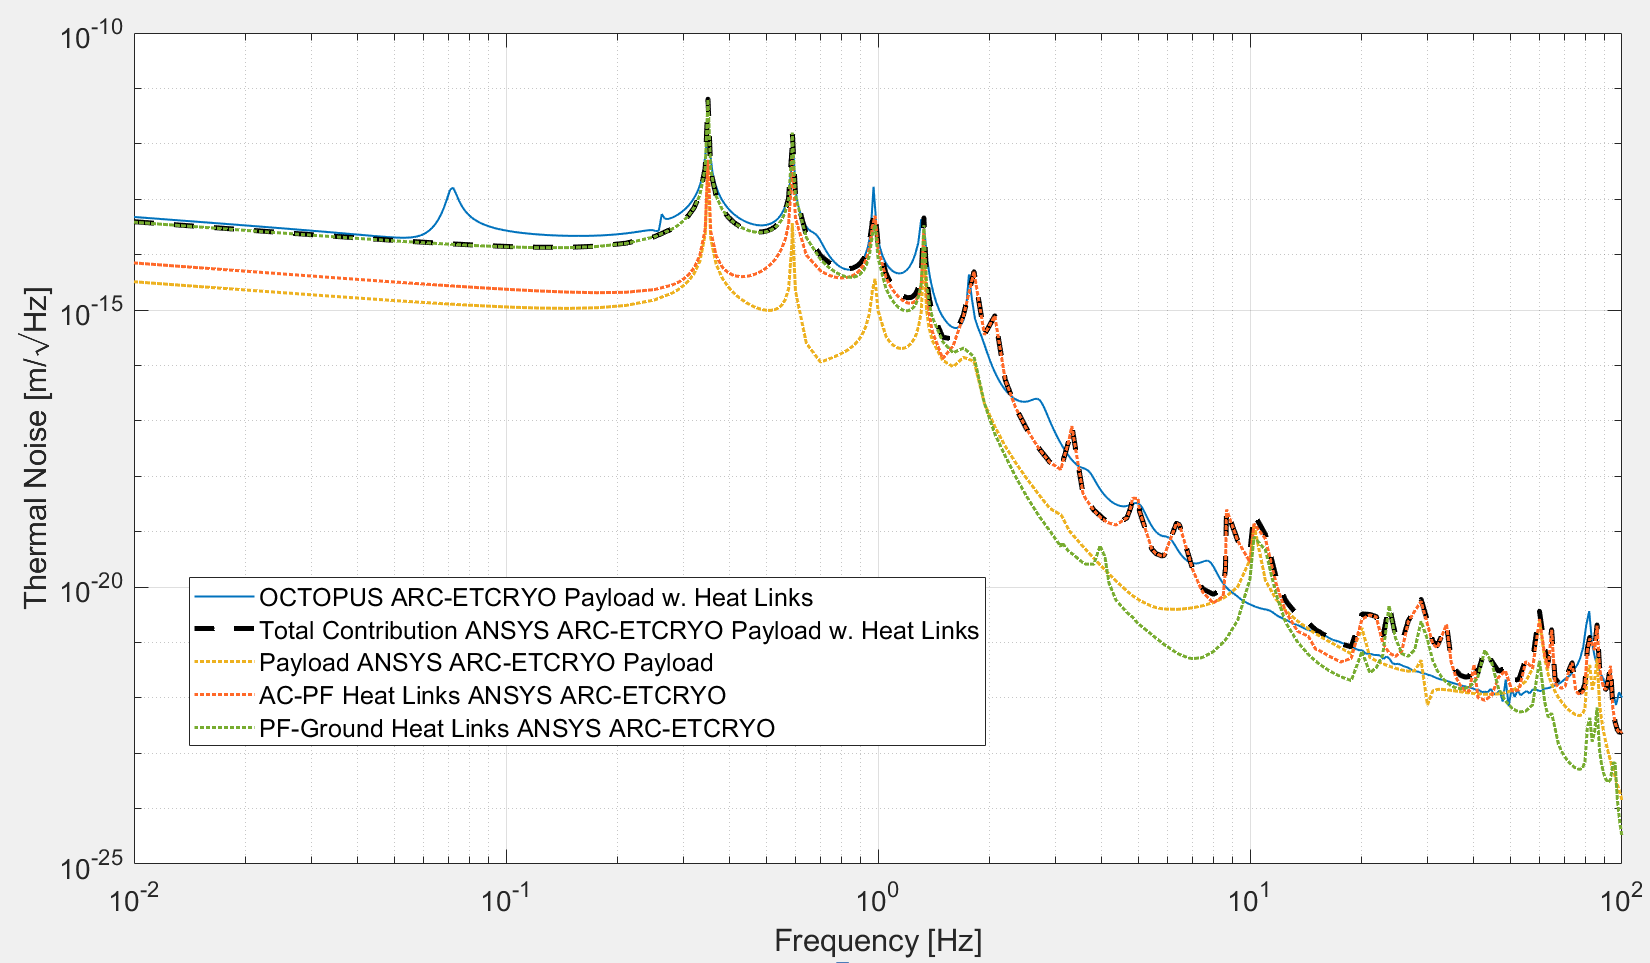 10^-10
10^-15
10^-20
10^-25
Thermal Noise [m/√Hz]
OCTOPUS ARC-ETCRYO Payload w. Heat Links
Total Contribution ANSYS ARC-ETCRYO Payload w. Heat Links
Payload ANSYS ARC-ETCRYO Payload
AC-PF Heat Links ANSYS ARC-ETCRYO
PF-Ground Heat Links ANSYS ARC-ETCRYO
10^-2 10^-1 10^0 10^1 10^2
Frequency [Hz]